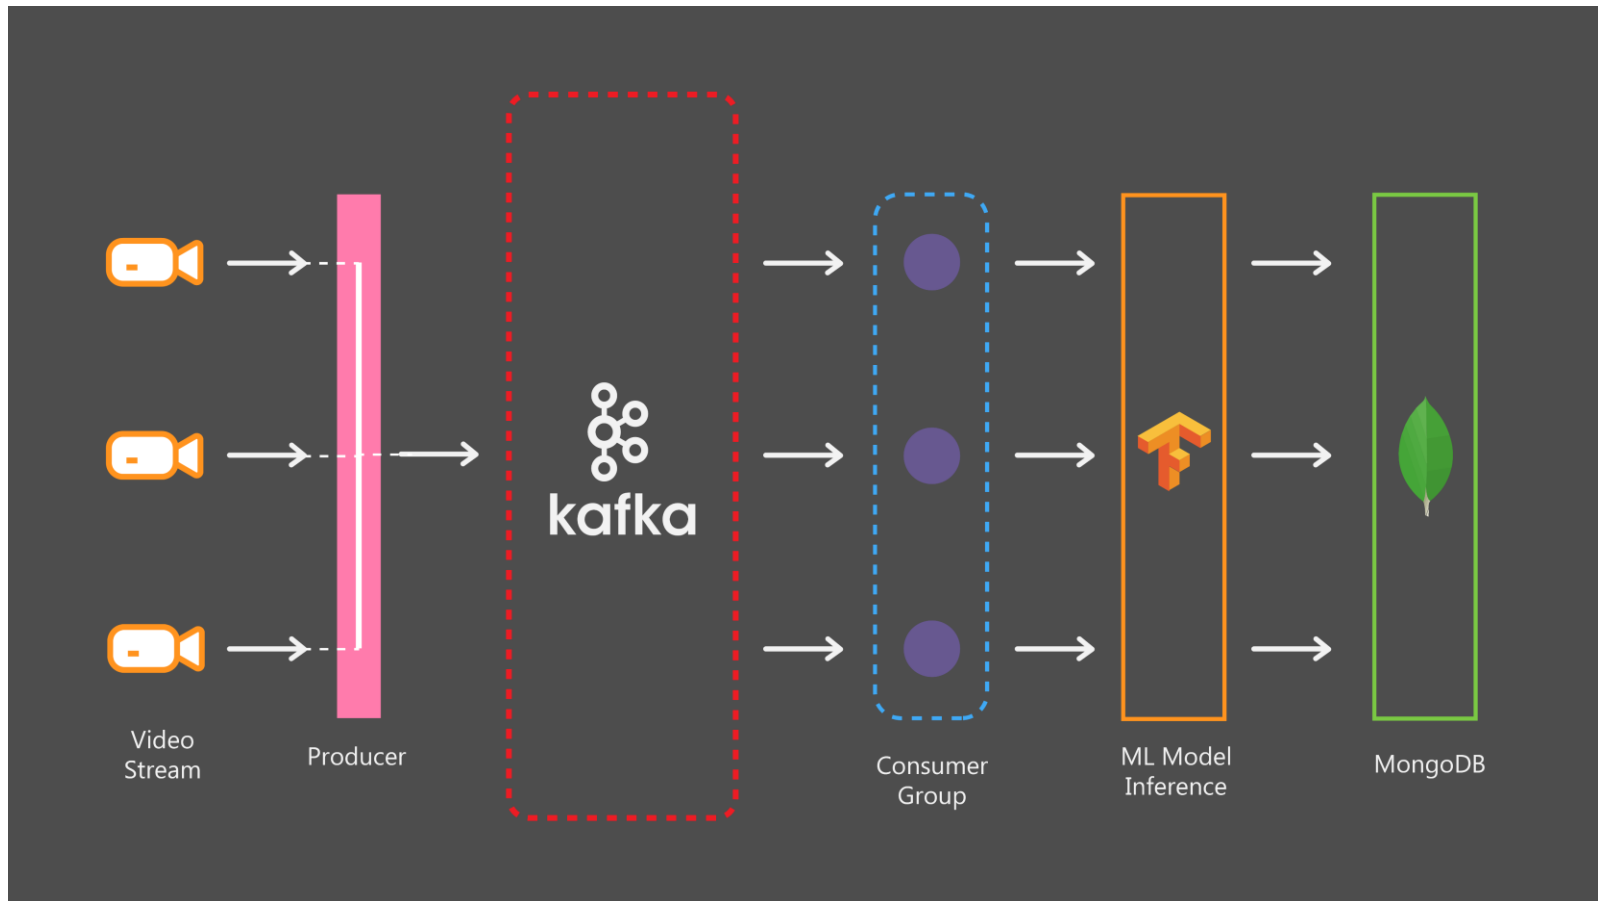 kafka
Video
Stream
Producer
Consumer
Group
ML Model
Inference
MongoDB